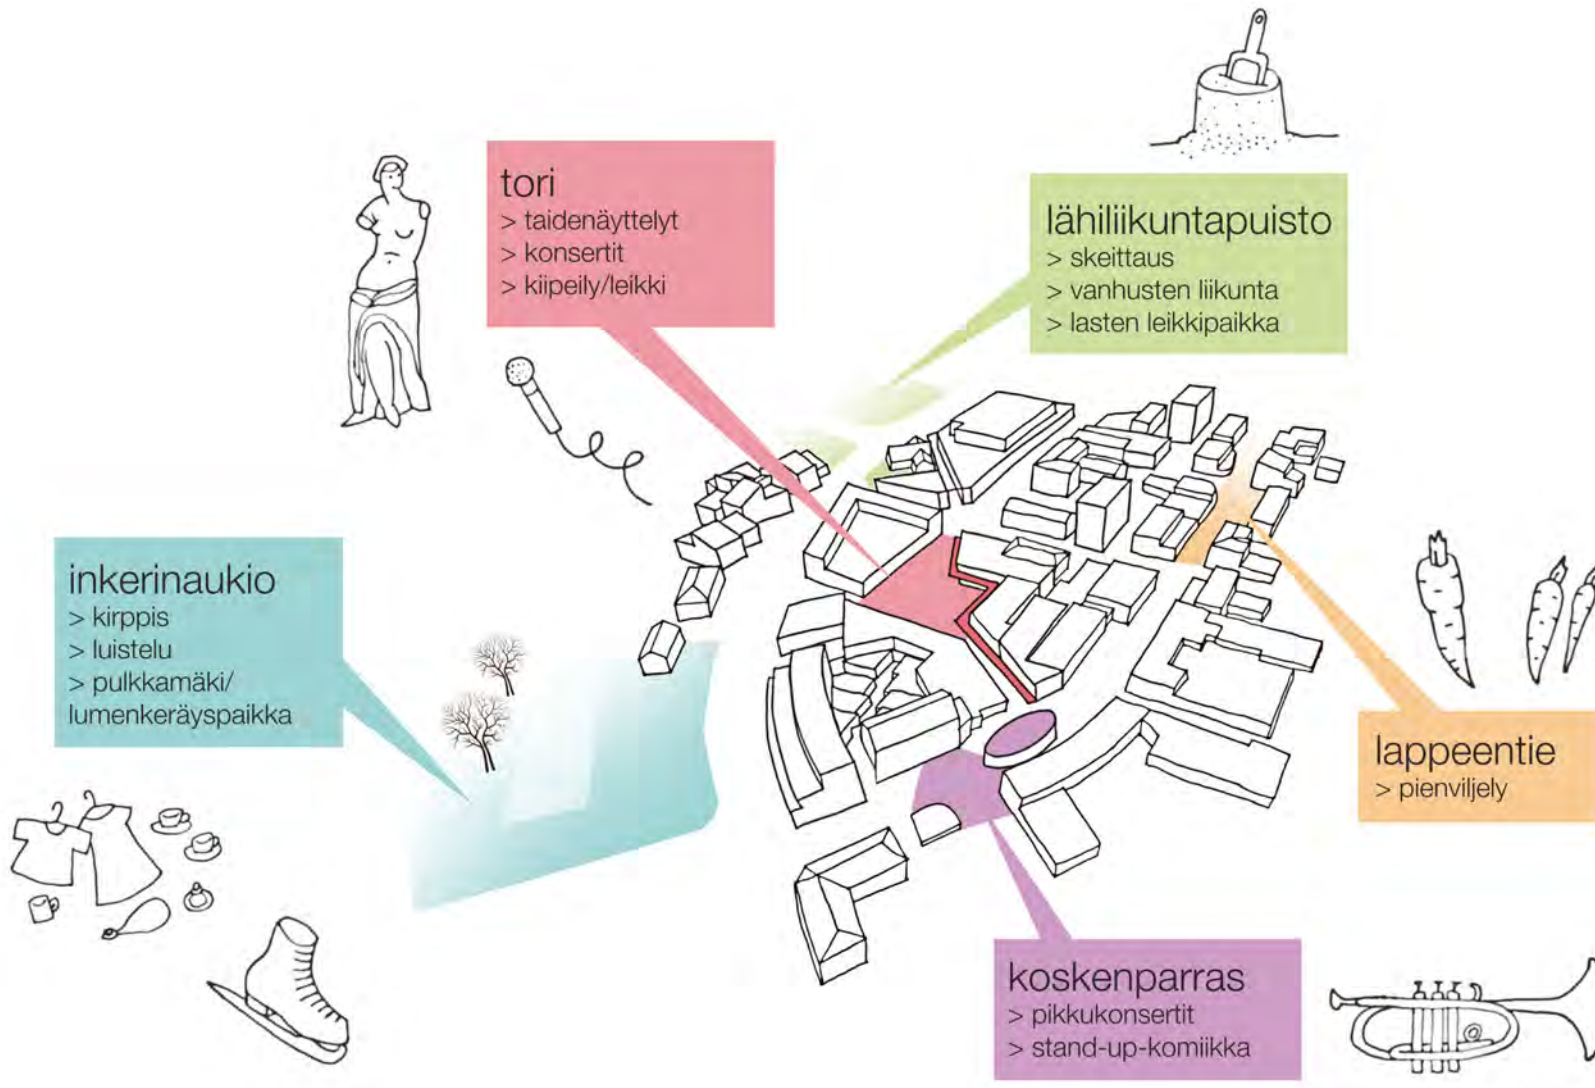 tori
> taidenäyttelyt
> konsertit
> kiipeily/leikki
lähiliikuntapuisto
> skeittaus
> vanhusten liikunta
> lasten leikkipaikka
inkerinaukio
> kirppis
> luistelu
> pulkkamäki/
lumenkeräyspaikka
lappeentie
> pienviljely
koskenparras
> pikkukonsertit
> stand-up-komiikka